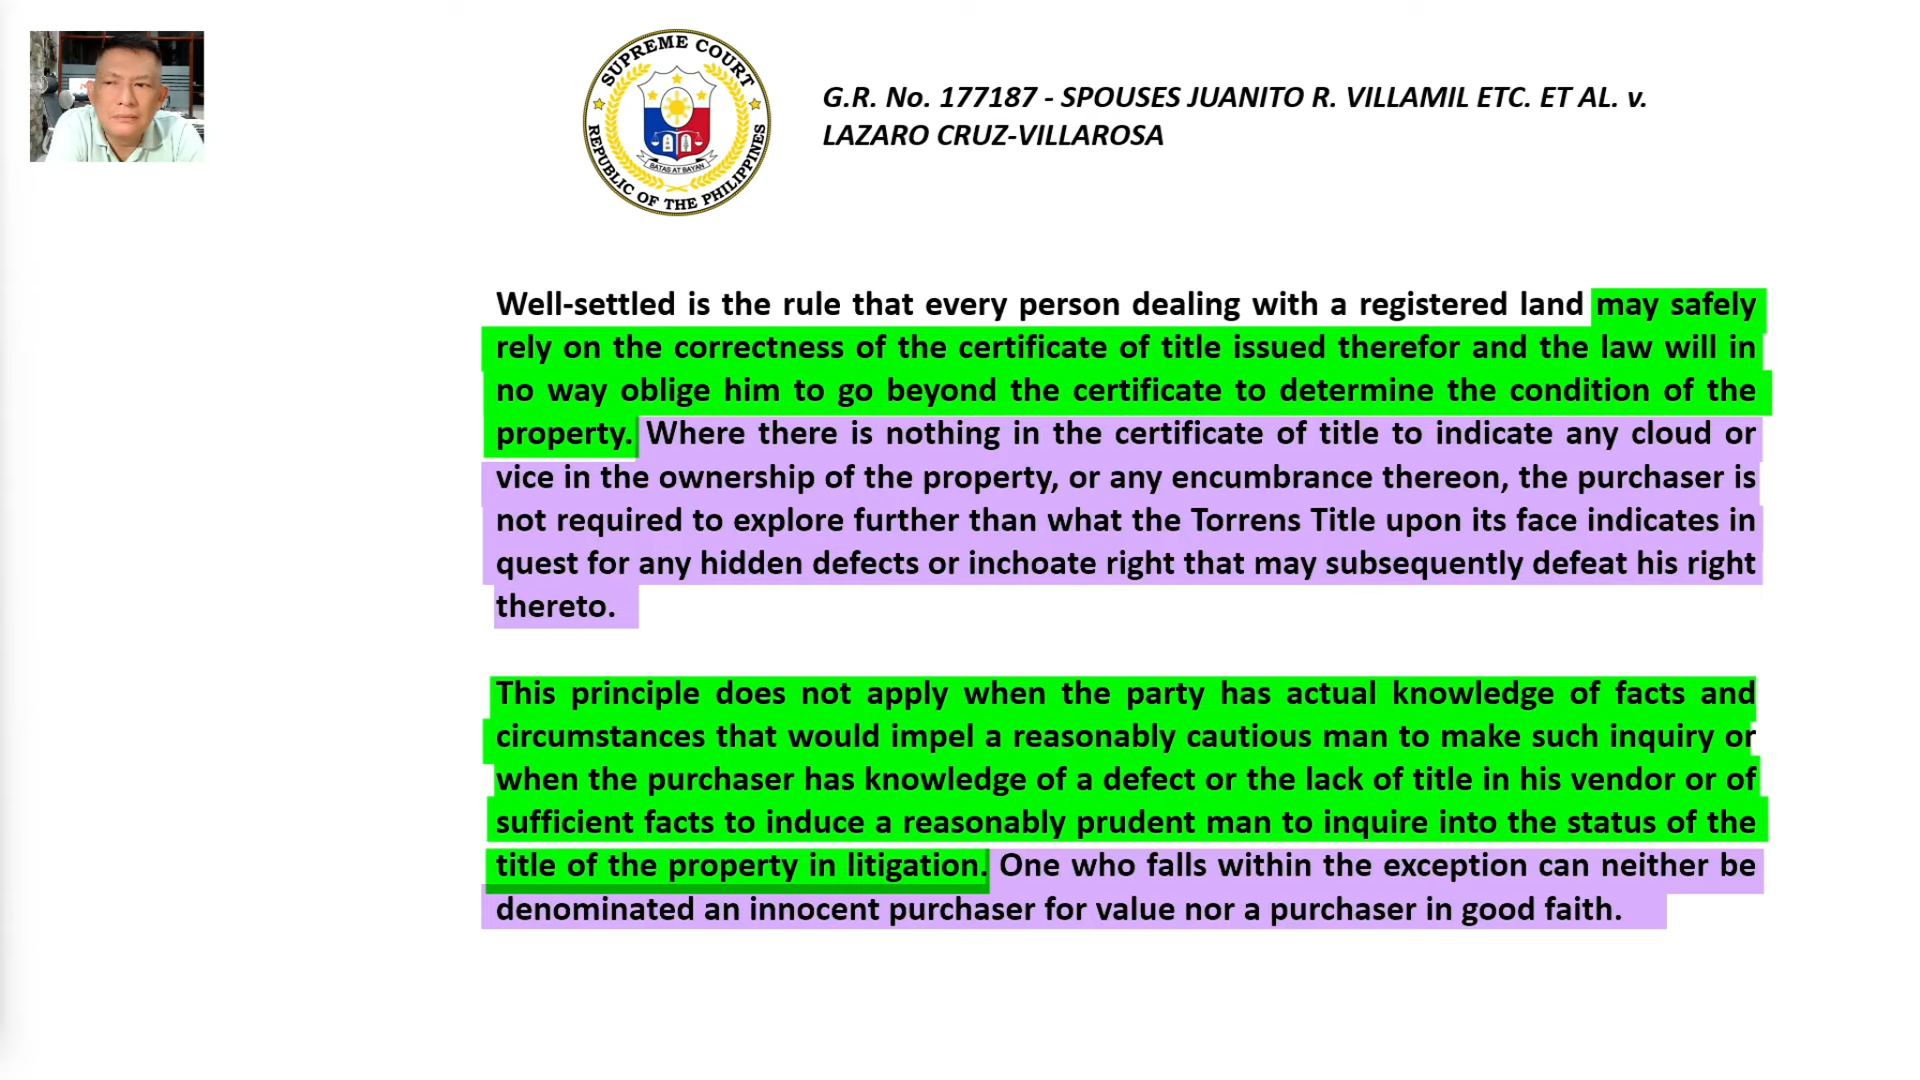 SUPREME COURT
REPUBLIC OF THE PHILIPPINES
BATAS AT BAYAN
G.R. No. 177187 - SPOUSES JUANITO R. VILLAMIL ETC. ET AL. v.
LAZARO CRUZ-VILLAROSA
Well-settled is the rule that every person dealing with a registered land may safely
rely on the correctness of the certificate of title issued therefor and the law will in
no way oblige him to go beyond the certificate to determine the condition of the
property. Where there is nothing in the certificate of title to indicate any cloud or
vice in the ownership of the property, or any encumbrance thereon, the purchaser is
not required to explore further than what the Torrens Title upon its face indicates in
quest for any hidden defects or inchoate right that may subsequently defeat his right
thereto.
This principle does not apply when the party has actual knowledge of facts and
circumstances that would impel a reasonably cautious man to make such inquiry or
when the purchaser has knowledge of a defect or the lack of title in his vendor or of
sufficient facts to induce a reasonably prudent man to inquire into the status of the
title of the property in litigation. One who falls within the exception can neither be
denominated an innocent purchaser for value nor a purchaser in good faith.